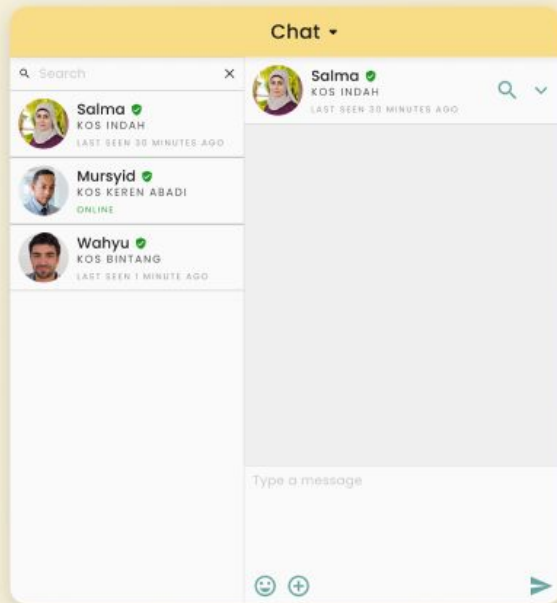 Chat
Search
Salma
KOS INDAH
LAST SEEN 30 MINUTES AGO
Mursyid
KOS KEREN ABADI
ONLINE
Wahyu
KOS BINTANG
LAST SEEN 1 MINUTE AGO
Salma
KOS INDAH
LAST SEEN 30 MINUTES AGO
Type a message